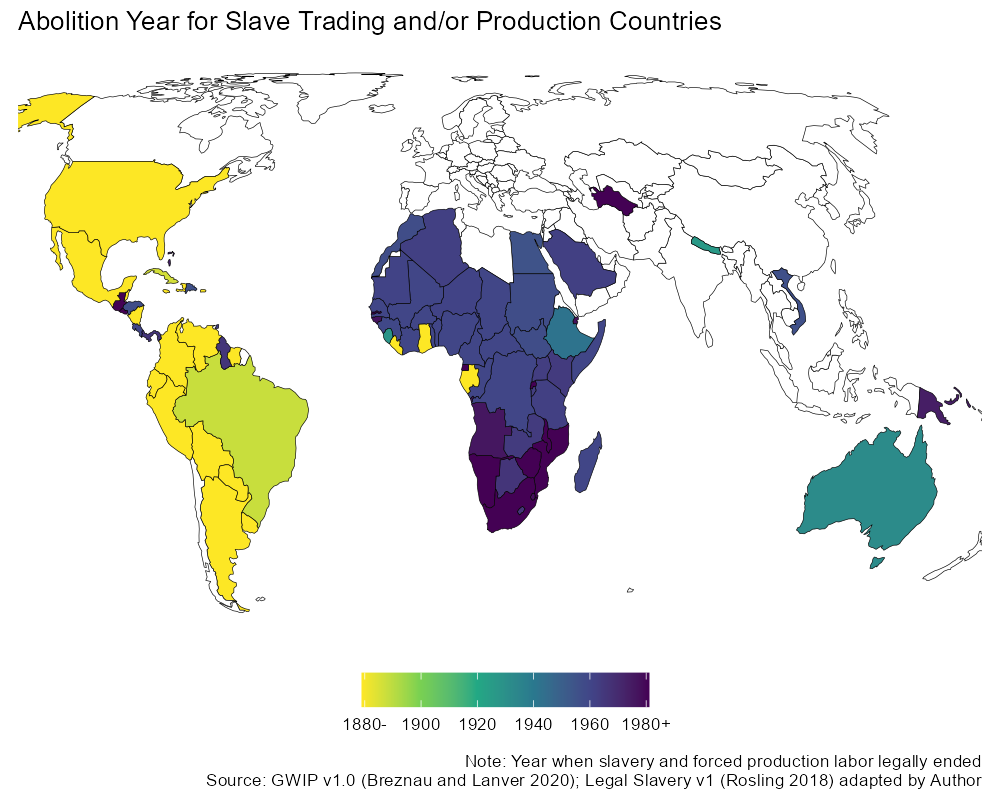 Abolition Year for Slave Trading and/or Production Countries
1880- 1900 1920 1940 1960 1980+
Note: Year when slavery and forced production labor legally ended
Source: GWIP v1.0 (Breznau and Lanver 2020); Legal Slavery v1 (Rosling 2018) adapted by Author